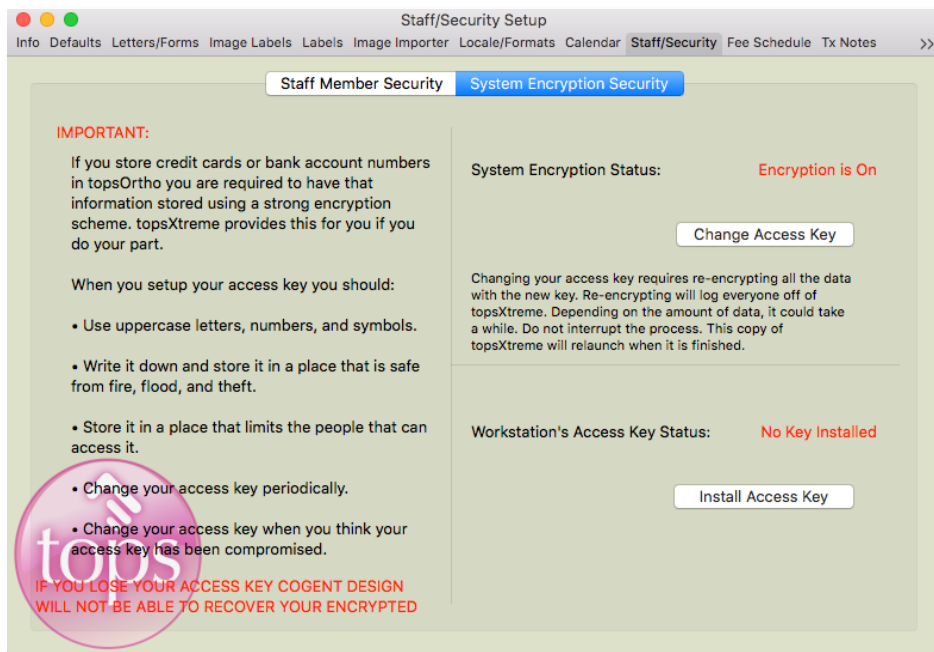 Staff/Security Setup
Info Defaults Letters/Forms Image Labels Labels Image Importer Locale/Formats Calendar Staff/Security Fee Schedule Tx Notes >>
Staff Member Security System Encryption Security
IMPORTANT:
If you store credit cards or bank account numbers
in topsOrtho you are required to have that
information stored using a strong encryption
scheme. topsXtreme provides this for you if you
do your part.
When you setup your access key you should:
• Use uppercase letters, numbers, and symbols.
• Write it down and store it in a place that is safe
from fire, flood, and theft.
• Store it in a place that limits the people that can
access it.
• Change your access key periodically.
• Change your access key when you think your
access key has been compromised.
tops
IF YOU LOSE YOUR ACCESS KEY COGENT DESIGN
WILL NOT BE ABLE TO RECOVER YOUR ENCRYPTED
System Encryption Status: Encryption is On
Change Access Key
Changing your access key requires re-encrypting all the data
with the new key. Re-encrypting will log everyone off of
topsXtreme. Depending on the amount of data, it could take
a while. Do not interrupt the process. This copy of
topsXtreme will relaunch when it is finished.
Workstation's Access Key Status: No Key Installed
Install Access Key